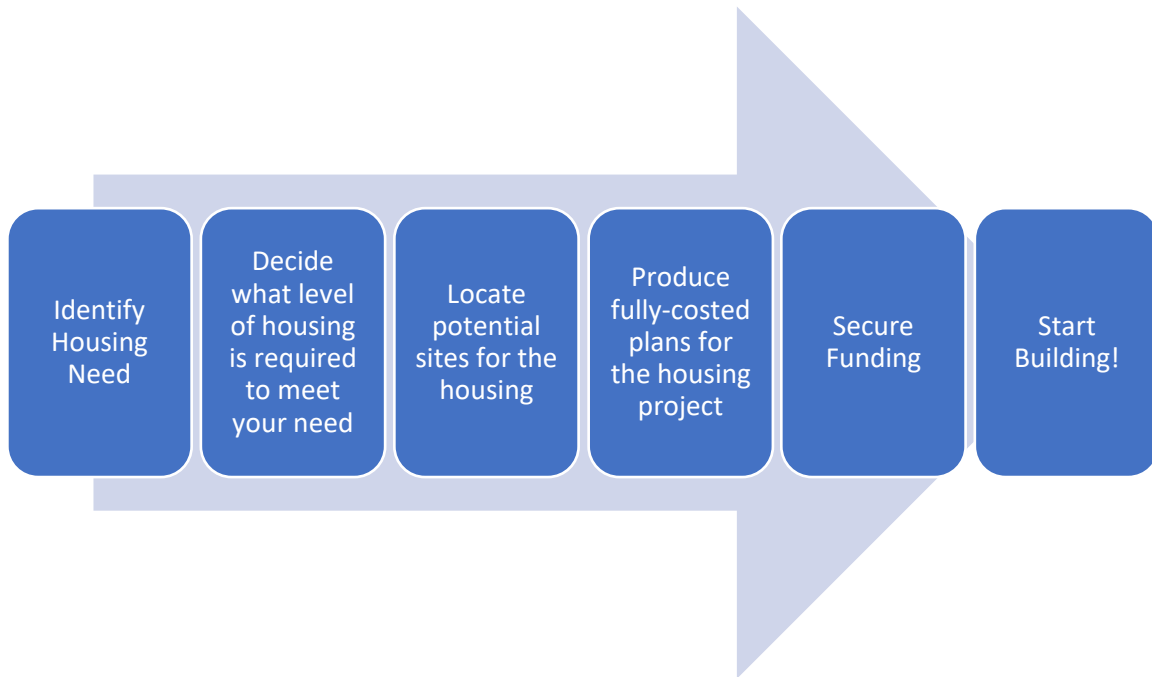 Identify
Housing
Need
Decide
what level
of housing
is required
to meet
your need
Locate
potential
sites for the
housing
Produce
fully-costed
plans for
the housing
project
Secure
Funding
Start
Building!